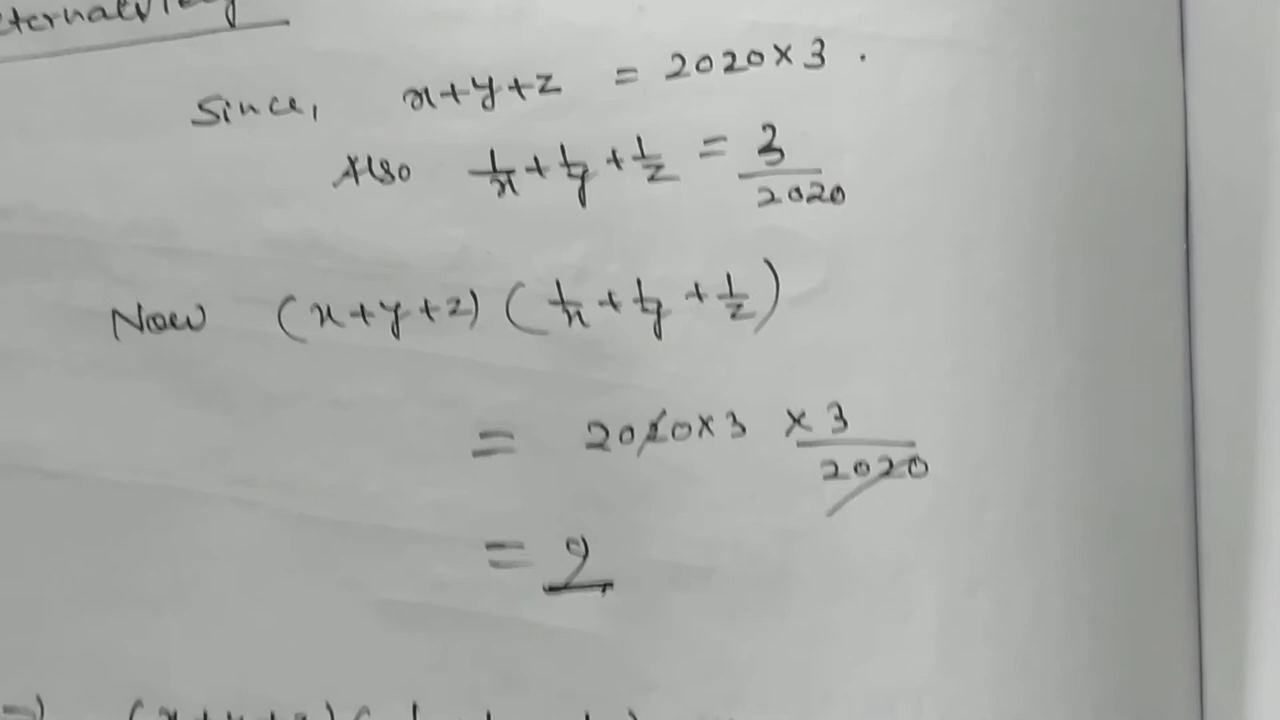 Since, x+y+z = 2020×3 .
Also 1/x + 1/y + 1/z = 3/2020
Now (x+y+z) (1/x + 1/y + 1/z)
= 2020×3 × 3/2020
= 9